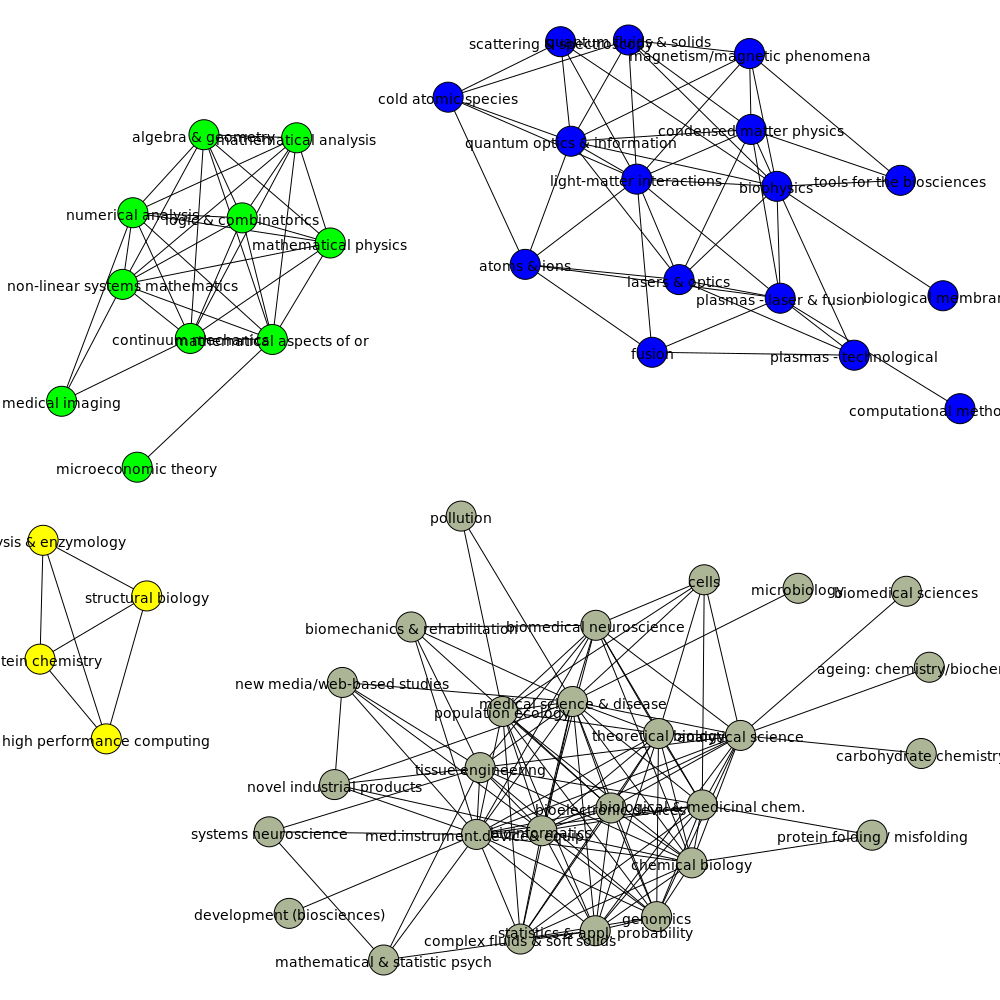 scattering & spectroscopy
quantum fluids & solids
magnetism/magnetic phenomena
cold atomic species
condensed matter physics
quantum optics & information
light-matter interactions
biophysics
tools for the biosciences
atoms & ions
lasers & optics
plasmas - laser & fusion
biological membran
fusion
plasmas - technological
computational metho
algebra & geometry
mathematical analysis
numerical analysis
logic & combinatorics
mathematical physics
non-linear systems mathematics
continuum mechanics
mathematical aspects of or
medical imaging
microeconomic theory
ysis & enzymology
structural biology
tein chemistry
high performance computing
pollution
cells
microbiology
biomedical sciences
biomechanics & rehabilitation
biomedical neuroscience
ageing: chemistry/biochem
new media/web-based studies
medical science & disease
population ecology
theoretical biology
analytical science
carbohydrate chemistry
tissue engineering
novel industrial products
bioelectronic devices
biological & medicinal chem.
systems neuroscience
med.instrument.device& equip.
bioinformatics
protein folding / misfolding
chemical biology
development (biosciences)
genomics
statistics & appl. probability
complex fluids & soft solids
mathematical & statistic psych